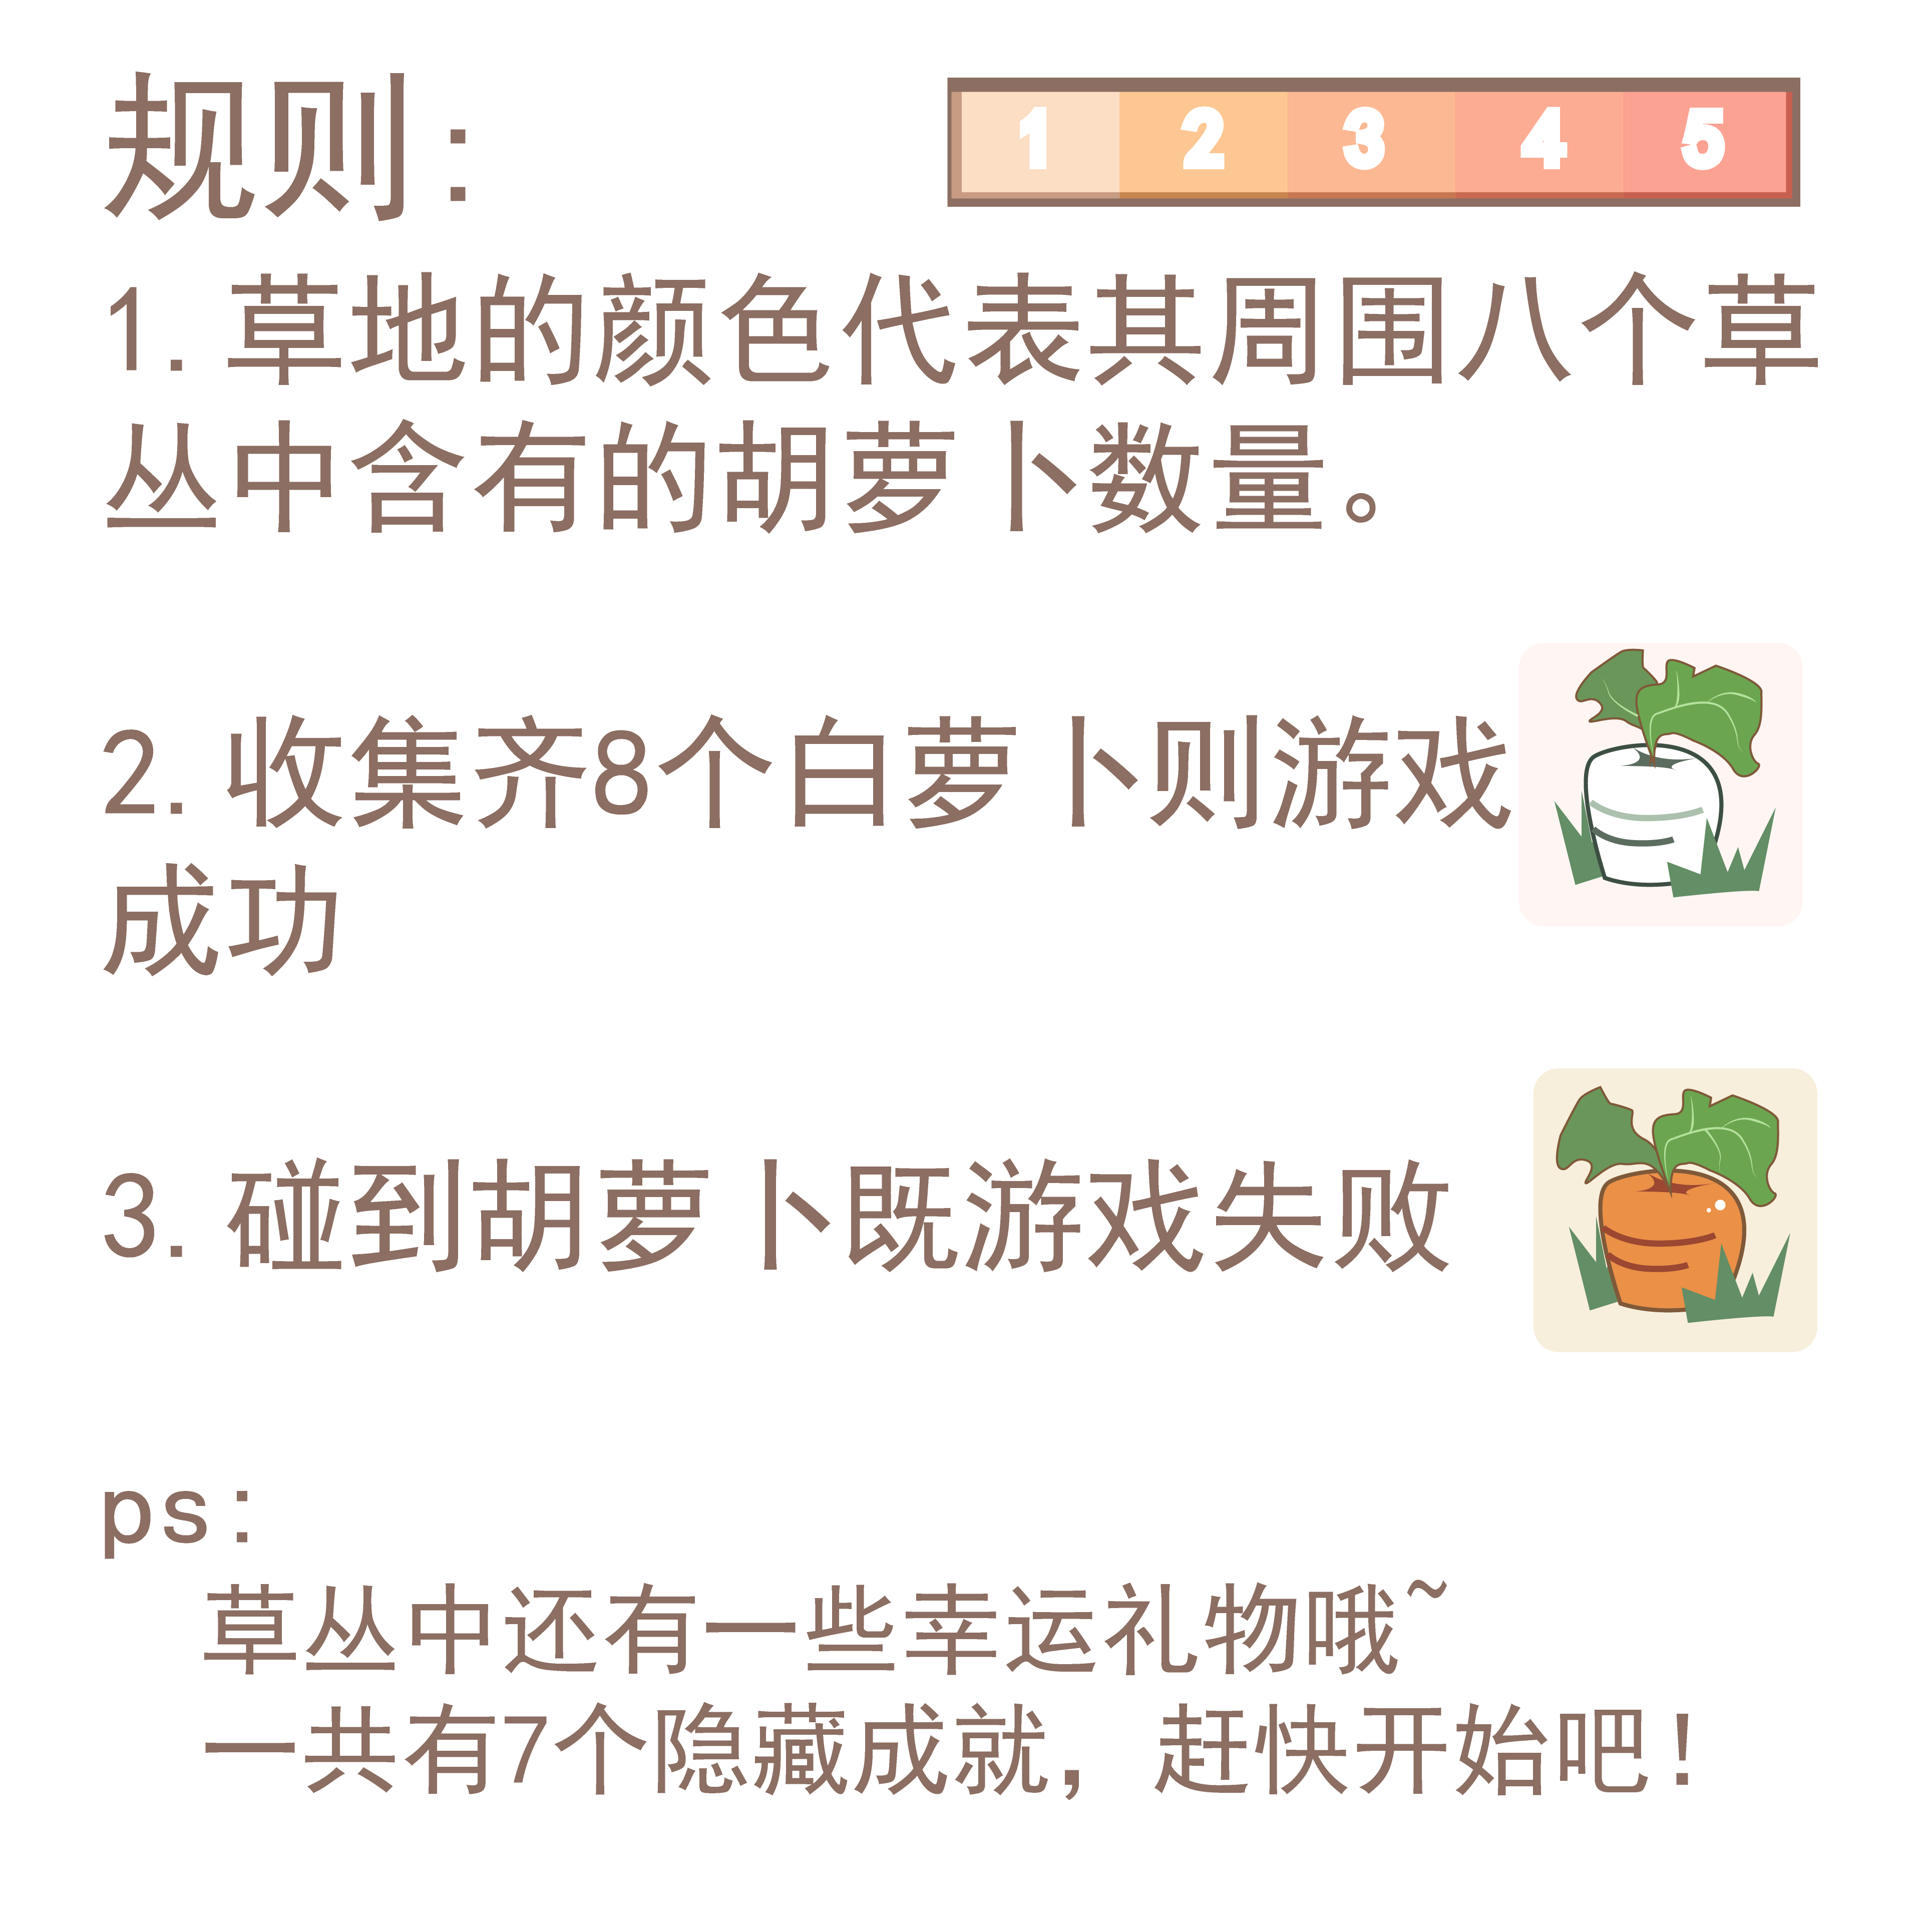 规则:
1 2 3 4 5
1.草地的颜色代表其周围八个草
丛中含有的胡萝卜数量。
2.收集齐8个白萝卜则游戏
成功
3.碰到胡萝卜既游戏失败
ps:
草丛中还有一些幸运礼物哦~
一共有7个隐藏成就，赶快开始吧！